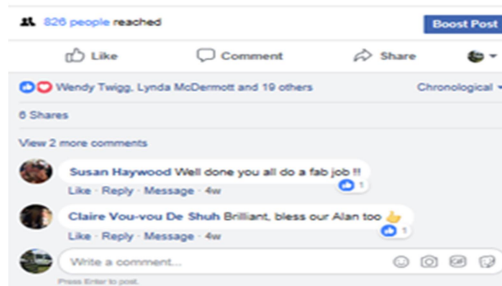 826 people reached
Boost Post
Like Comment Share
Wendy Twigg, Lynda McDermott and 19 others Chronological
6 Shares
View 2 more comments
Susan Haywood Well done you all do a fab job !!
1
Like · Reply · Message · 4w
Claire Vou-vou De Shuh Brilliant, bless our Alan too 👍
1
Like · Reply · Message · 4w
Write a comment...
GIF
Press Enter to post.